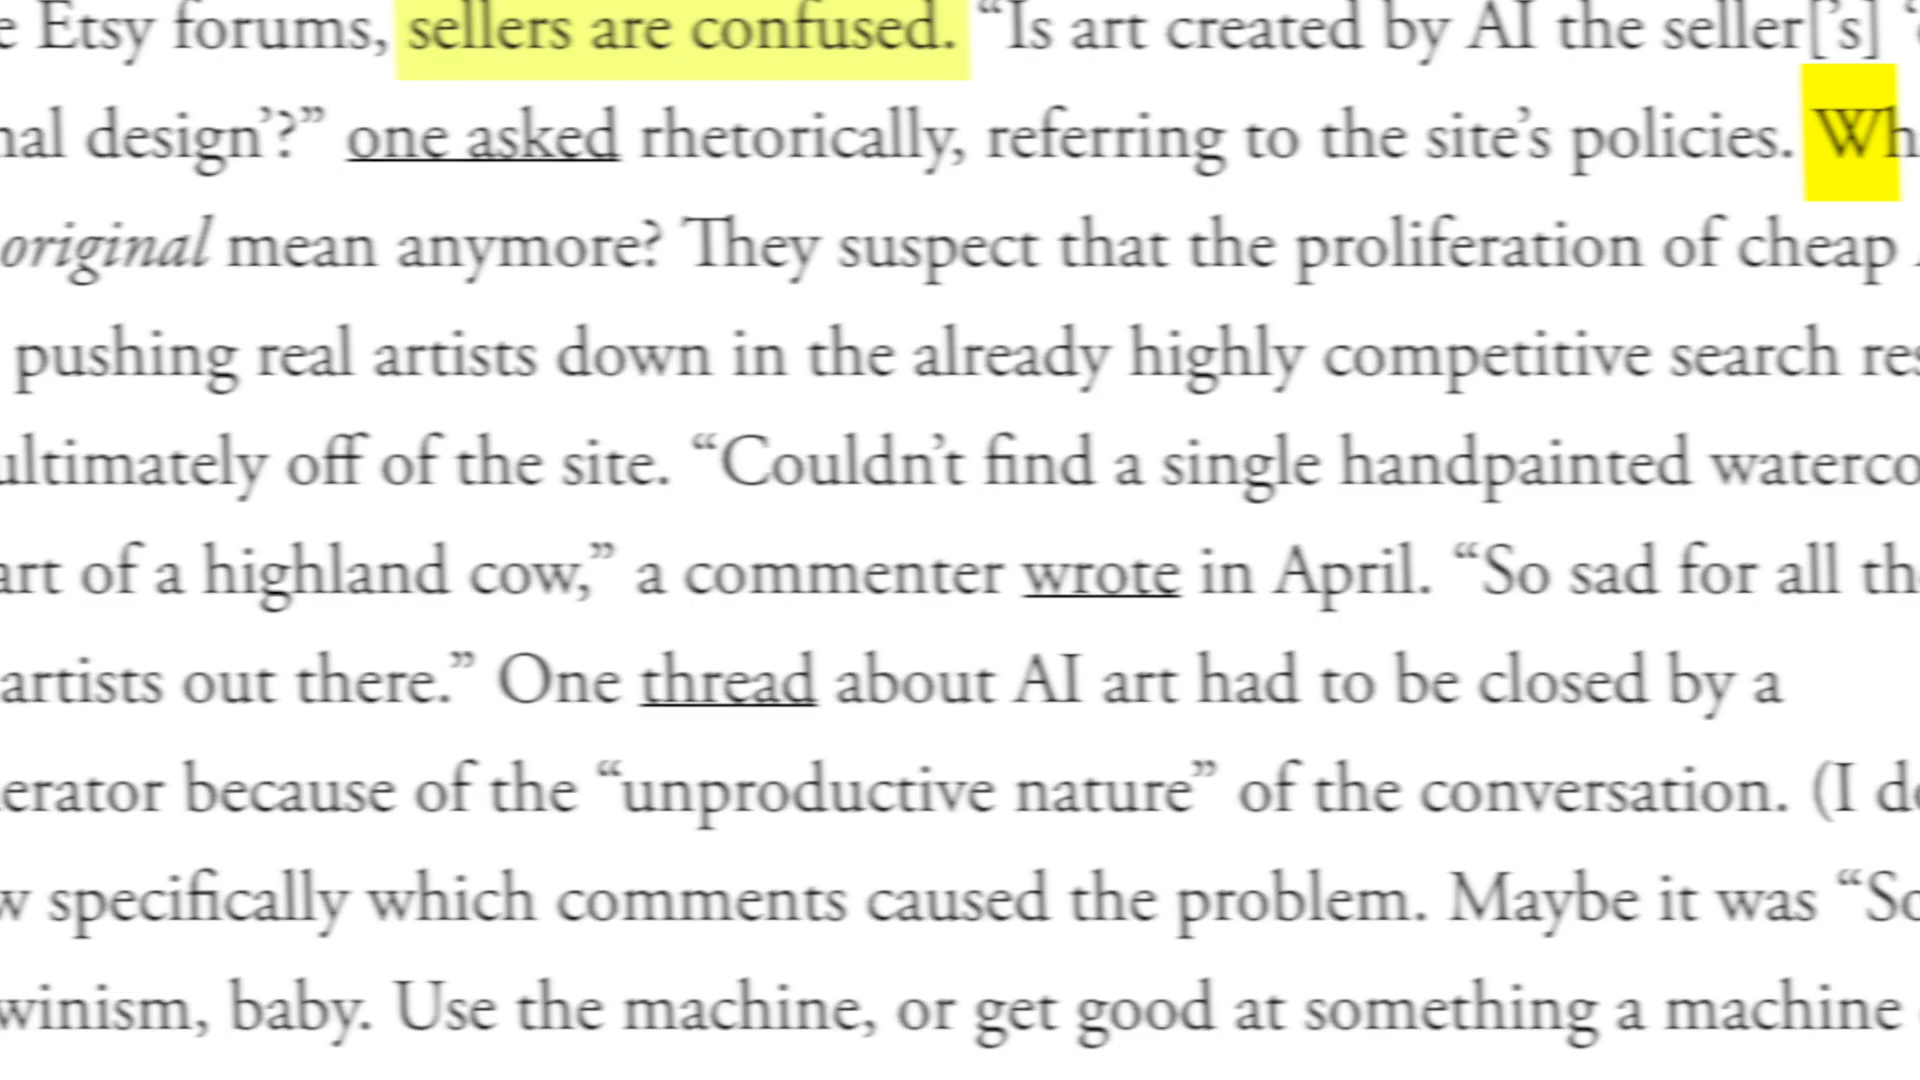 e Etsy forums, sellers are confused. “Is art created by AI the seller[’s] ‘
nal design’?” one asked rhetorically, referring to the site’s policies. Wh
original mean anymore? They suspect that the proliferation of cheap
pushing real artists down in the already highly competitive search res
ultimately off of the site. “Couldn’t find a single handpainted waterco
art of a highland cow,” a commenter wrote in April. “So sad for all th
artists out there.” One thread about AI art had to be closed by a
erator because of the “unproductive nature” of the conversation. (I d
w specifically which comments caused the problem. Maybe it was “So
winism, baby. Use the machine, or get good at something a machine